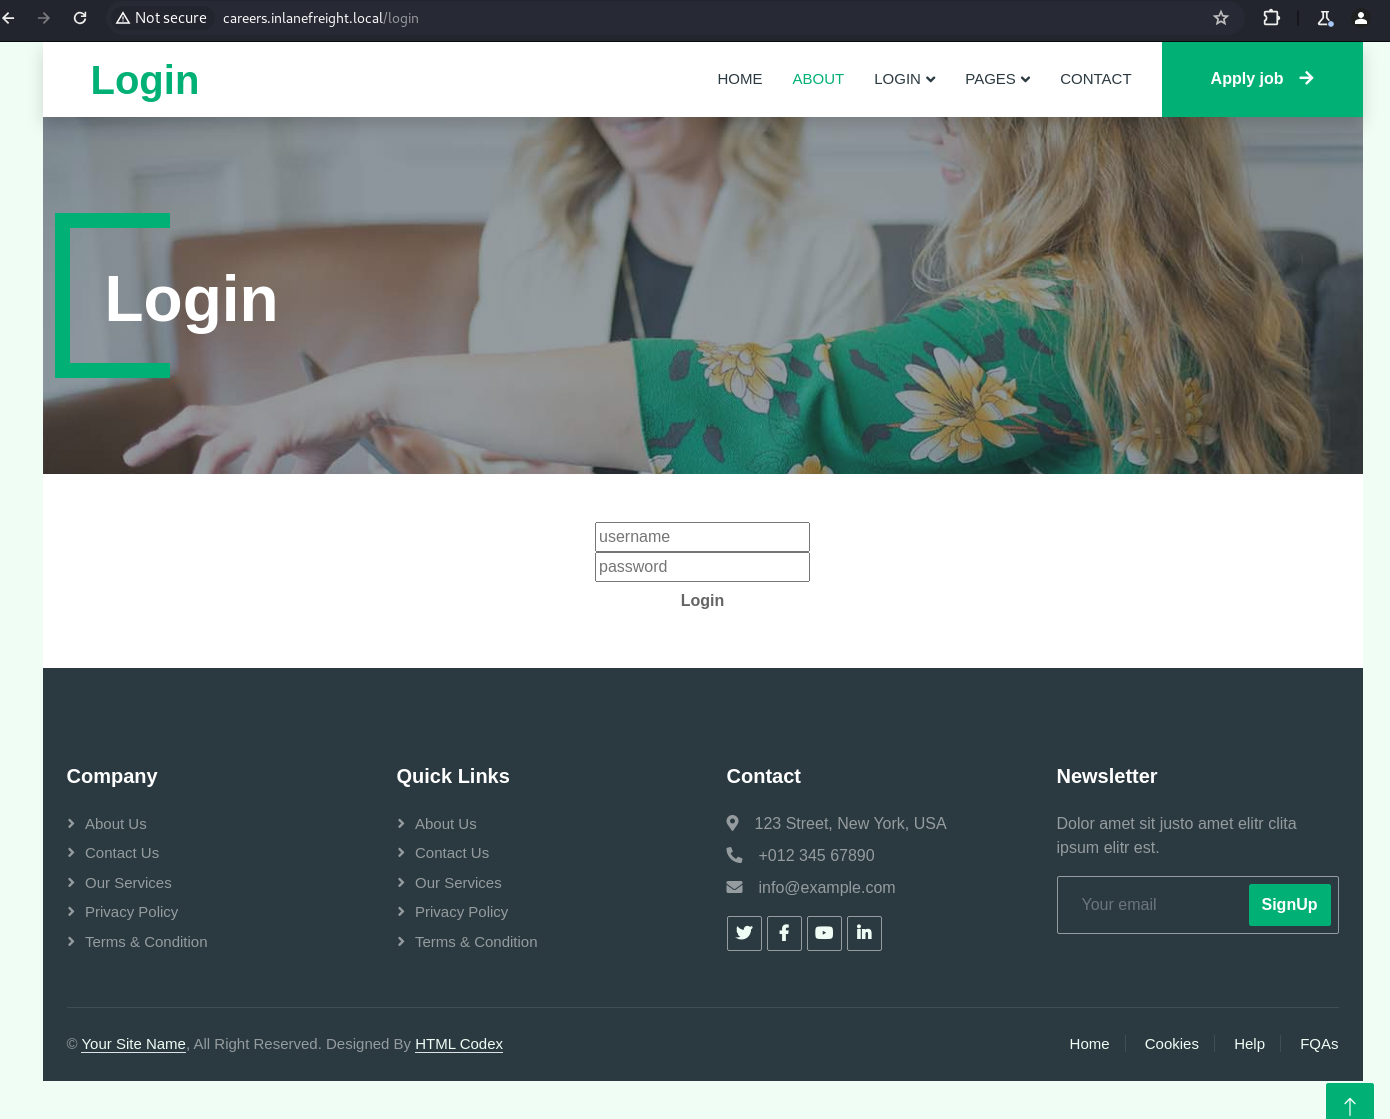 Not secure careers.inlanefreight.local/login
Login
HOME ABOUT LOGIN PAGES CONTACT Apply job
Login
username
password
Login
Company
About Us
Contact Us
Our Services
Privacy Policy
Terms & Condition
Quick Links
About Us
Contact Us
Our Services
Privacy Policy
Terms & Condition
Contact
123 Street, New York, USA
+012 345 67890
info@example.com
Newsletter
Dolor amet sit justo amet elitr clita
ipsum elitr est.
Your email SignUp
© Your Site Name, All Right Reserved. Designed By HTML Codex
Home Cookies Help FQAs